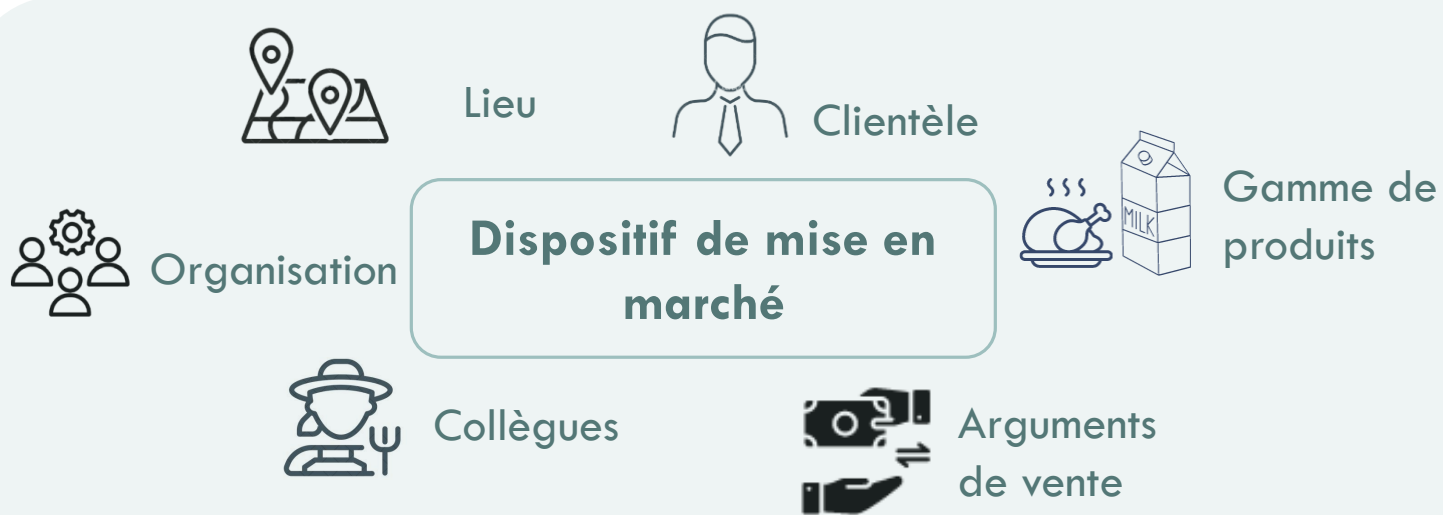 Lieu
Clientèle
Gamme de
produits
MILK
Dispositif de mise en
marché
Organisation
Collègues
Arguments
de vente